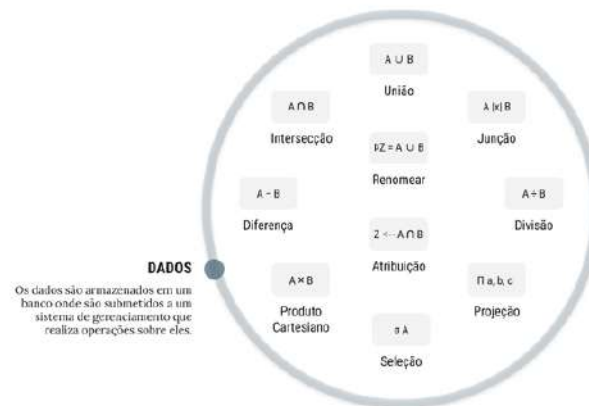 A ∪ B
União
A ∩ B
Intersecção
A |x| B
Junção
ρZ = A ∪ B
Renomear
A - B
Diferença
A ÷ B
Divisão
Z <-- A ∩ B
Atribuição
DADOS
Os dados são armazenados em um
banco onde são submetidos a um
sistema de gerenciamento que
realiza operações sobre eles.
A × B
Produto
Cartesiano
Π a, b, c
Projeção
σ A
Seleção